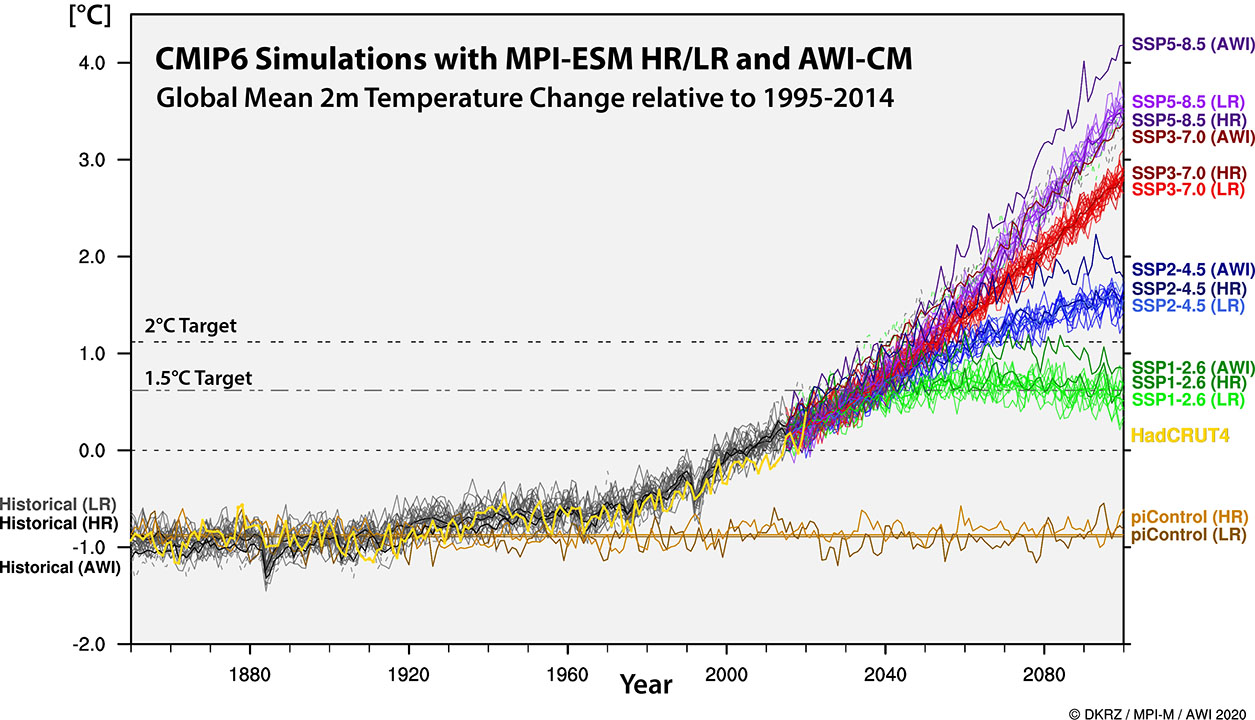 [°C]
CMIP6 Simulations with MPI-ESM HR/LR and AWI-CM
Global Mean 2m Temperature Change relative to 1995-2014
4.0
3.0
2.0
1.0
0.0
-1.0
-2.0
2°C Target
1.5°C Target
Historical (LR)
Historical (HR)
Historical (AWI)
SSP5-8.5 (AWI)
SSP5-8.5 (LR)
SSP5-8.5 (HR)
SSP3-7.0 (AWI)
SSP3-7.0 (HR)
SSP3-7.0 (LR)
SSP2-4.5 (AWI)
SSP2-4.5 (HR)
SSP2-4.5 (LR)
SSP1-2.6 (AWI)
SSP1-2.6 (HR)
SSP1-2.6 (LR)
HadCRUT4
piControl (HR)
piControl (LR)
1880 1920 1960 2000 2040 2080
Year
© DKRZ / MPI-M / AWI 2020